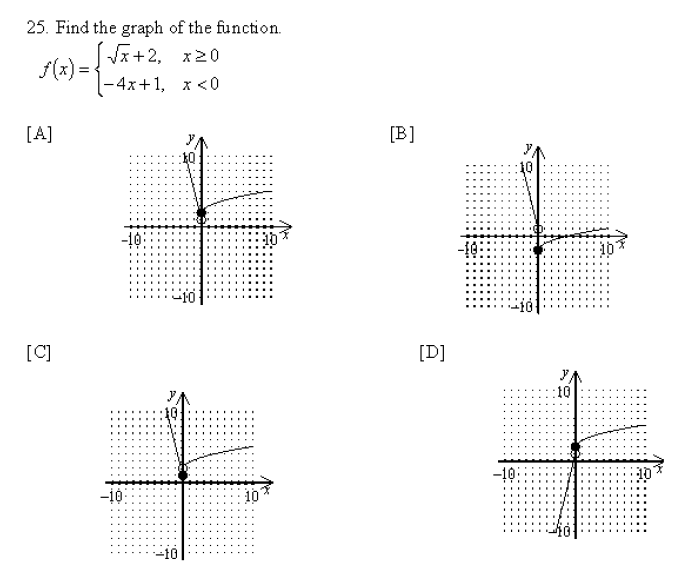 25. Find the graph of the function.
f(x) = { √x + 2, x ≥ 0
−4x + 1, x < 0
[A]
[B]
y
10
−10
10 x
−10
y
10
−10
10 x
−10
[C]
[D]
y
10
−10
10 x
−10
y
10
−10
10 x
−10